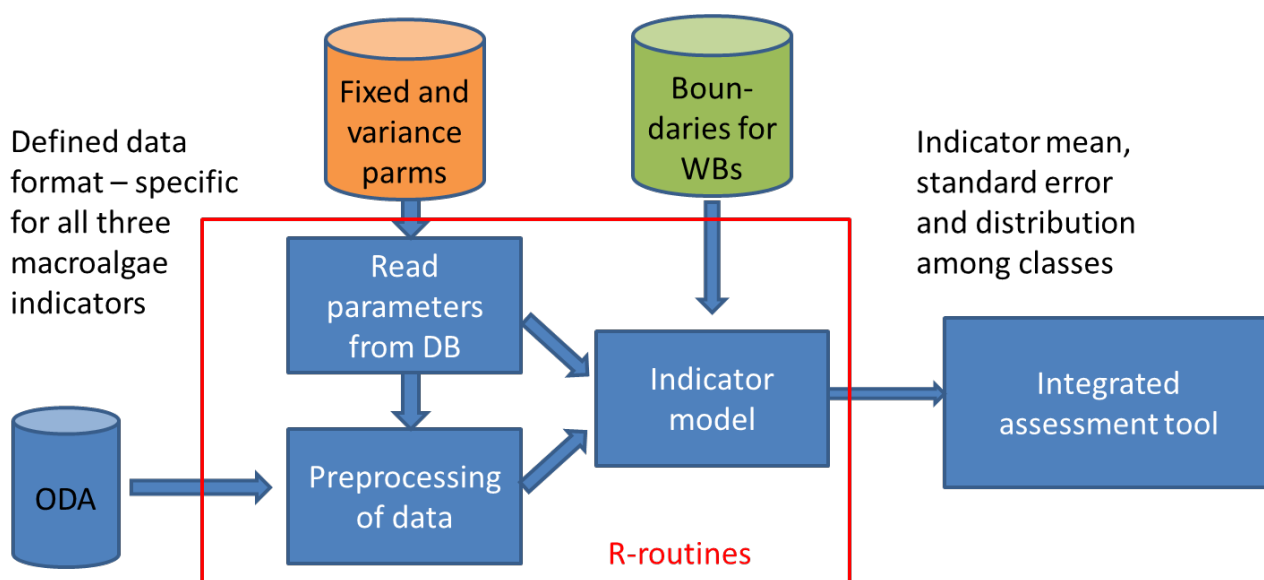 Fixed and
variance
parms
Boun-
daries for
WBs
Defined data
format – specific
for all three
macroalgae
indicators
Indicator mean,
standard error
and distribution
among classes
Read
parameters
from DB
Indicator
model
Integrated
assessment tool
ODA
Preprocessing
of data
R-routines